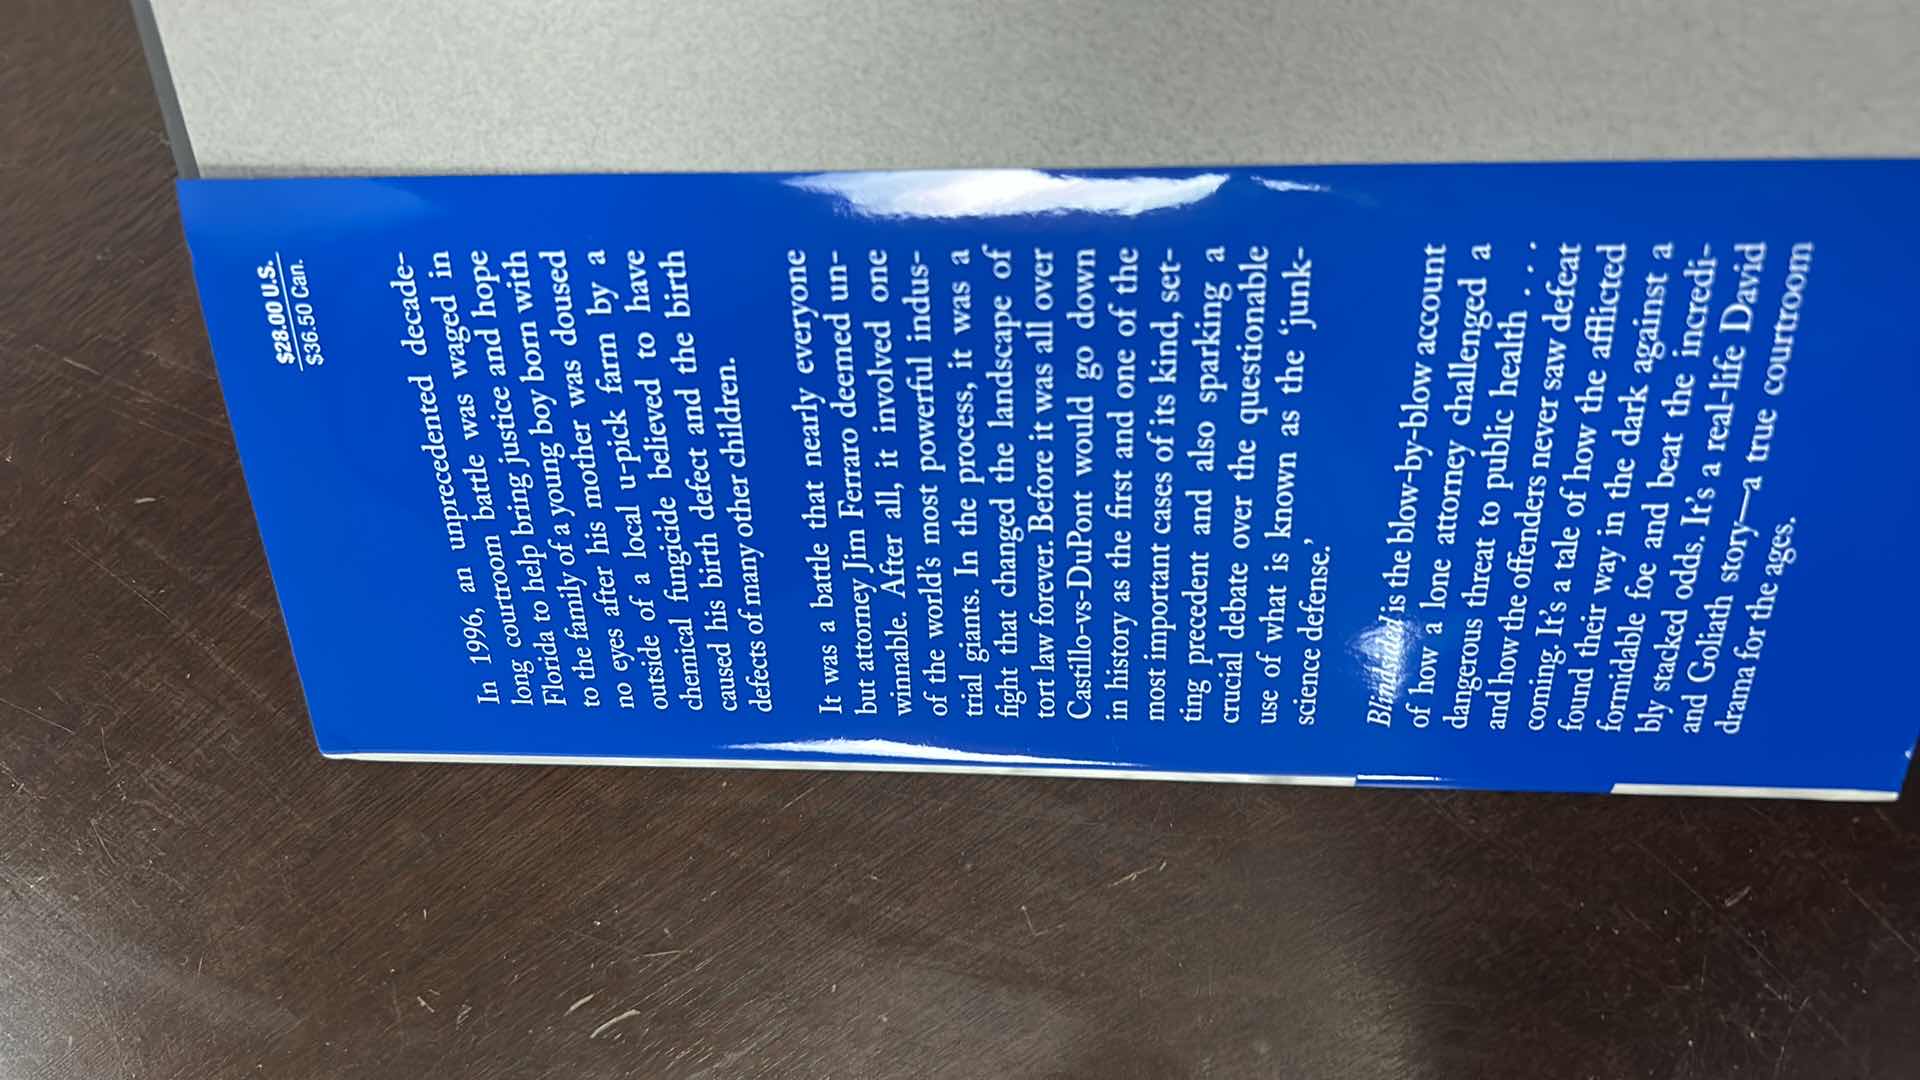 $28.00 U.S.
$36.50 Can.
In 1996, an unprecedented decade-
long courtroom battle was waged in
Florida to help bring justice and hope
to the family of a young boy born with
no eyes after his mother was doused
outside of a local u-pick farm by a
chemical fungicide believed to have
caused his birth defect and the birth
defects of many other children.
It was a battle that nearly everyone
but attorney Jim Ferraro deemed un-
winnable. After all, it involved one
of the world's most powerful indus-
trial giants. In the process, it was a
fight that changed the landscape of
tort law forever. Before it was all over
Castillo-vs-DuPont would go down
in history as the first and one of the
most important cases of its kind, set-
ting precedent and also sparking a
crucial debate over the questionable
use of what is known as the 'junk-
science defense.'
Blindsided is the blow-by-blow account
of how a lone attorney challenged a
dangerous threat to public health . . .
and how the offenders never saw defeat
coming. It's a tale of how the afflicted
found their way in the dark against a
formidable foe and beat the incredi-
bly stacked odds. It's a real-life David
and Goliath story—a true courtroom
drama for the ages.